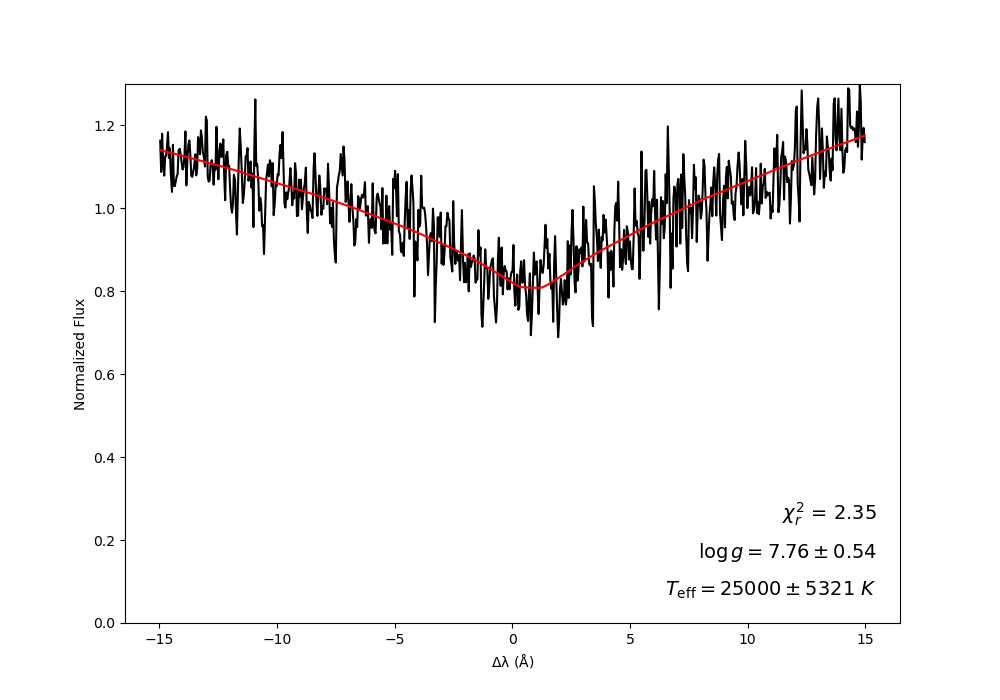 1.2
1.0
0.8
0.6
0.4
0.2
0.0
Normalized Flux
χ²ᵣ = 2.35
log g = 7.76 ± 0.54
T_eff = 25000 ± 5321 K
−15 −10 −5 0 5 10 15
Δλ (Å)